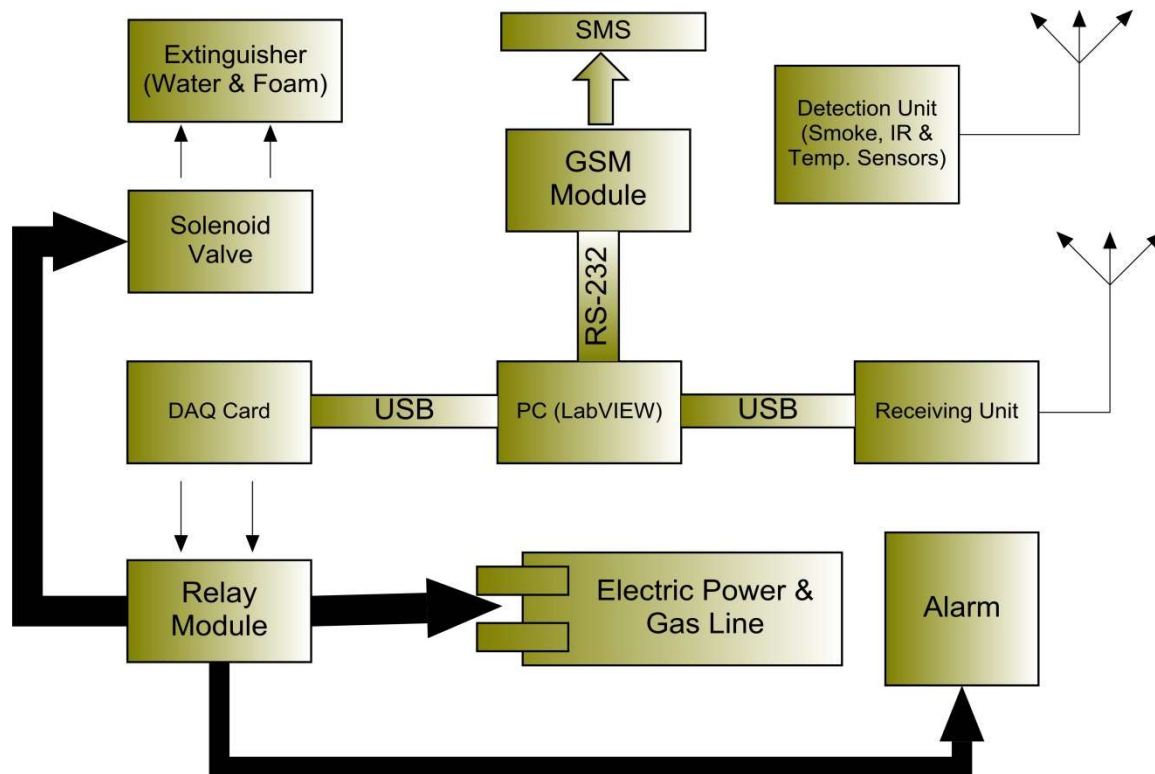 SMS
Extinguisher
(Water & Foam)
Detection Unit
(Smoke, IR &
Temp. Sensors)
GSM
Module
Solenoid
Valve
RS-232
DAQ Card
USB
PC (LabVIEW)
USB
Receiving Unit
Relay
Module
Electric Power &
Gas Line
Alarm